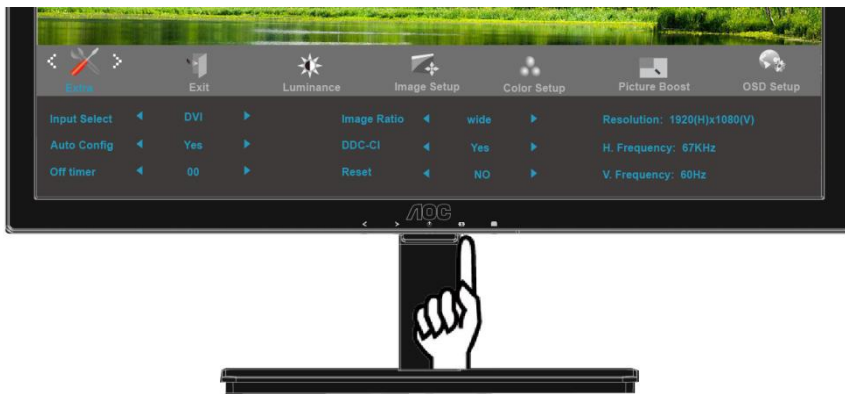 < Extra > Exit Luminance Image Setup Color Setup Picture Boost OSD Setup
Input Select DVI Image Ratio wide Resolution: 1920(H)x1080(V)
Auto Config Yes DDC-CI Yes H. Frequency: 67KHz
Off timer 00 Reset NO V. Frequency: 60Hz
AOC
< >